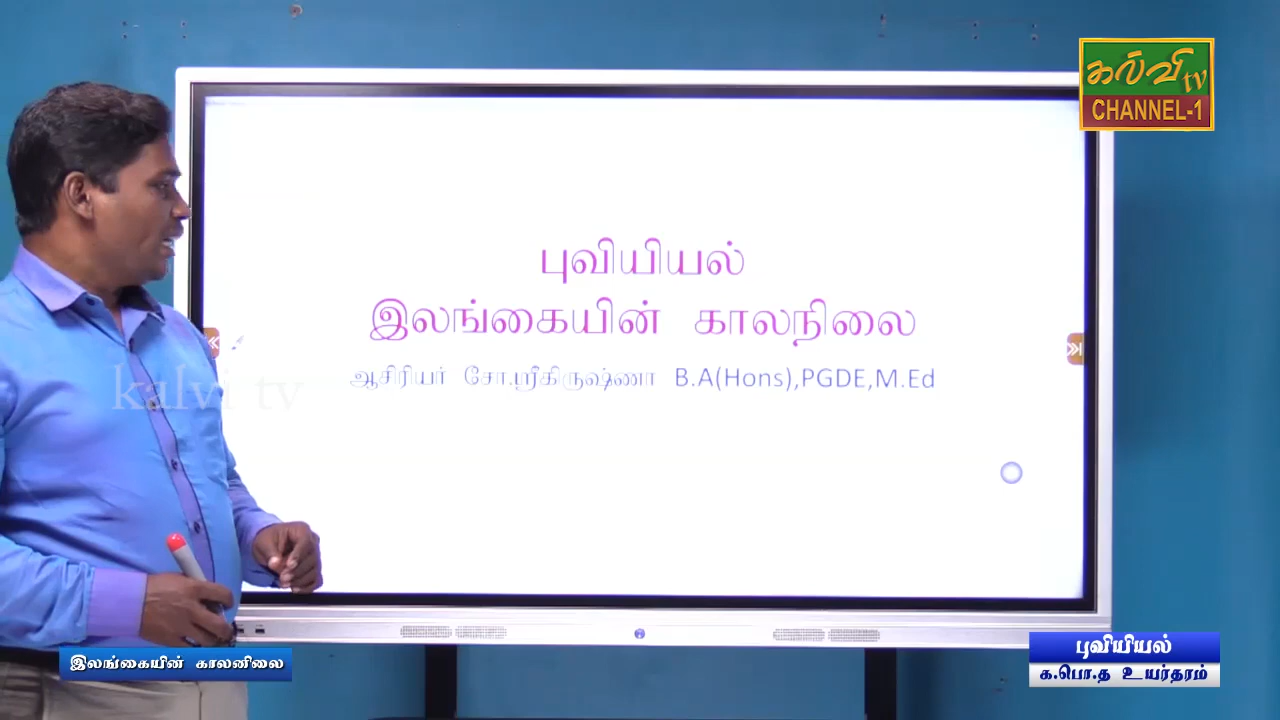 கல்வி tv
CHANNEL-1
புவியியல்
இலங்கையின் காலநிலை
ஆசிரியர் சோ.ஸ்ரீகிருஷ்ணா B.A(Hons),PGDE,M.Ed
kalvi tv
இலங்கையின் காலனிலை
புவியியல்
க.பொ.த உயர்தரம்